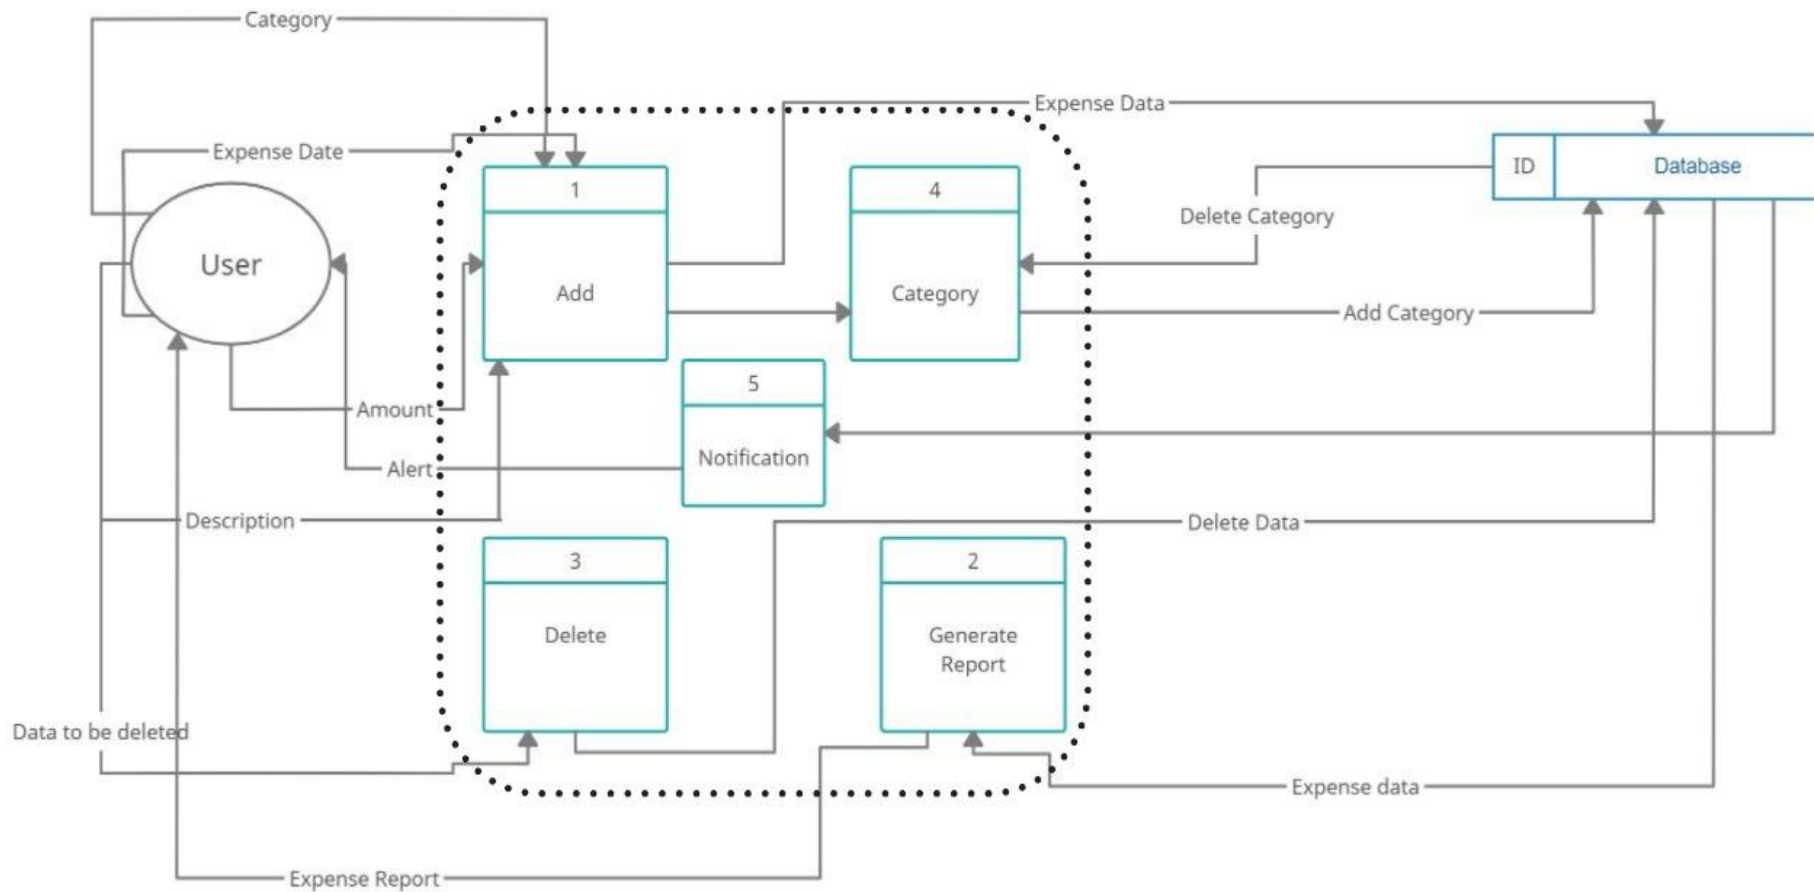 Category
Expense Data
Expense Date
1
4
ID
Database
Delete Category
User
Add
Category
Add Category
5
Amount
Notification
Alert
Description
Delete Data
3
2
Delete
Generate
Report
Data to be deleted
Expense data
Expense Report